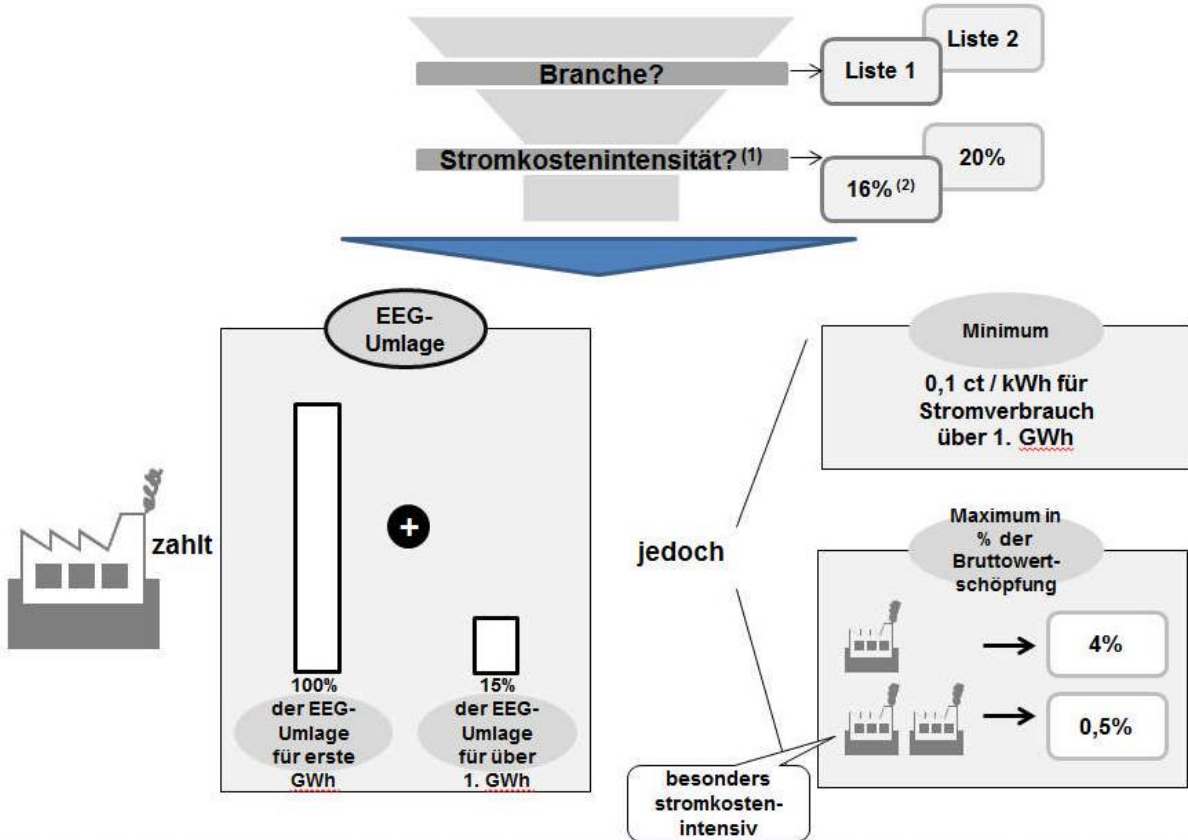 Liste 2
Branche?
Liste 1
Stromkostenintensität? (1)
20%
16% (2)
EEG-
Umlage
Minimum
0,1 ct / kWh für
Stromverbrauch
über 1. GWh
zahlt
+
jedoch
Maximum in
% der
Bruttowert-
schöpfung
4%
0,5%
100%
der EEG-
Umlage
für erste
GWh
15%
der EEG-
Umlage
für über
1. GWh
besonders
stromkosten-
intensiv